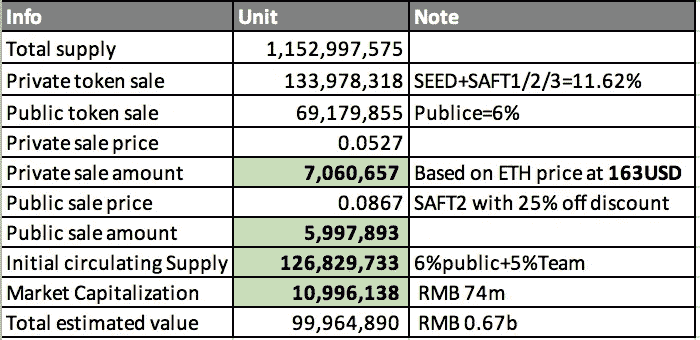 Info Unit Note
Total supply 1,152,997,575
Private token sale 133,978,318 SEED+SAFT1/2/3=11.62%
Public token sale 69,179,855 Publice=6%
Private sale price 0.0527
Private sale amount 7,060,657 Based on ETH price at 163USD
Public sale price 0.0867 SAFT2 with 25% off discount
Public sale amount 5,997,893
Initial circulating Supply 126,829,733 6%public+5%Team
Market Capitalization 10,996,138 RMB 74m
Total estimated value 99,964,890 RMB 0.67b